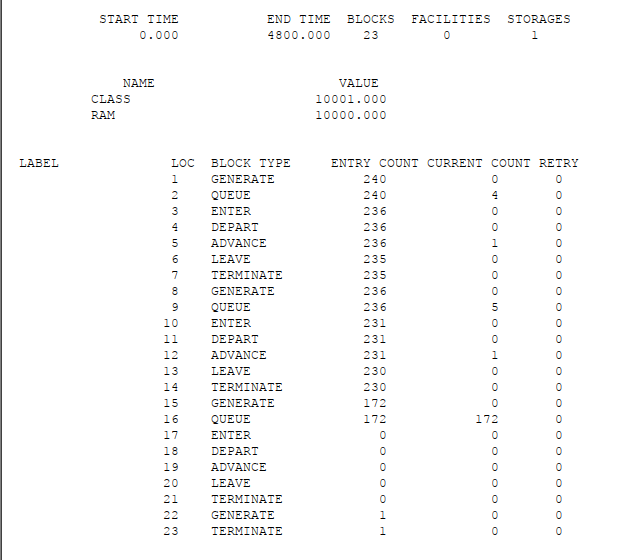 START TIME END TIME BLOCKS FACILITIES STORAGES
0.000 4800.000 23 0 1
NAME VALUE
CLASS 10001.000
RAM 10000.000
LABEL LOC BLOCK TYPE ENTRY COUNT CURRENT COUNT RETRY
1 GENERATE 240 0 0
2 QUEUE 240 4 0
3 ENTER 236 0 0
4 DEPART 236 0 0
5 ADVANCE 236 1 0
6 LEAVE 235 0 0
7 TERMINATE 235 0 0
8 GENERATE 236 0 0
9 QUEUE 236 5 0
10 ENTER 231 0 0
11 DEPART 231 0 0
12 ADVANCE 231 1 0
13 LEAVE 230 0 0
14 TERMINATE 230 0 0
15 GENERATE 172 0 0
16 QUEUE 172 172 0
17 ENTER 0 0 0
18 DEPART 0 0 0
19 ADVANCE 0 0 0
20 LEAVE 0 0 0
21 TERMINATE 0 0 0
22 GENERATE 1 0 0
23 TERMINATE 1 0 0